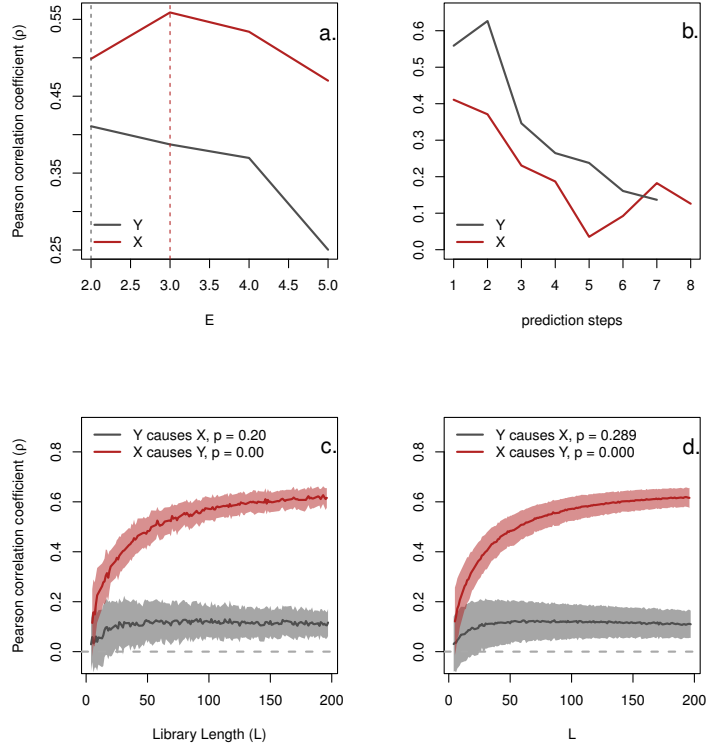 a.
Pearson correlation coefficient (ρ)
0.55
0.45
0.35
0.25
Y
X
2.0 2.5 3.0 3.5 4.0 4.5 5.0
E
b.
0.6
0.5
0.4
0.3
0.2
0.1
0.0
Y
X
1 2 3 4 5 6 7 8
prediction steps
c.
Pearson correlation coefficient (ρ)
Y causes X, p = 0.20
X causes Y, p = 0.00
0.8
0.6
0.4
0.2
0.0
0 50 100 150 200
Library Length (L)
d.
Y causes X, p = 0.289
X causes Y, p = 0.000
0.8
0.6
0.4
0.2
0.0
0 50 100 150 200
L